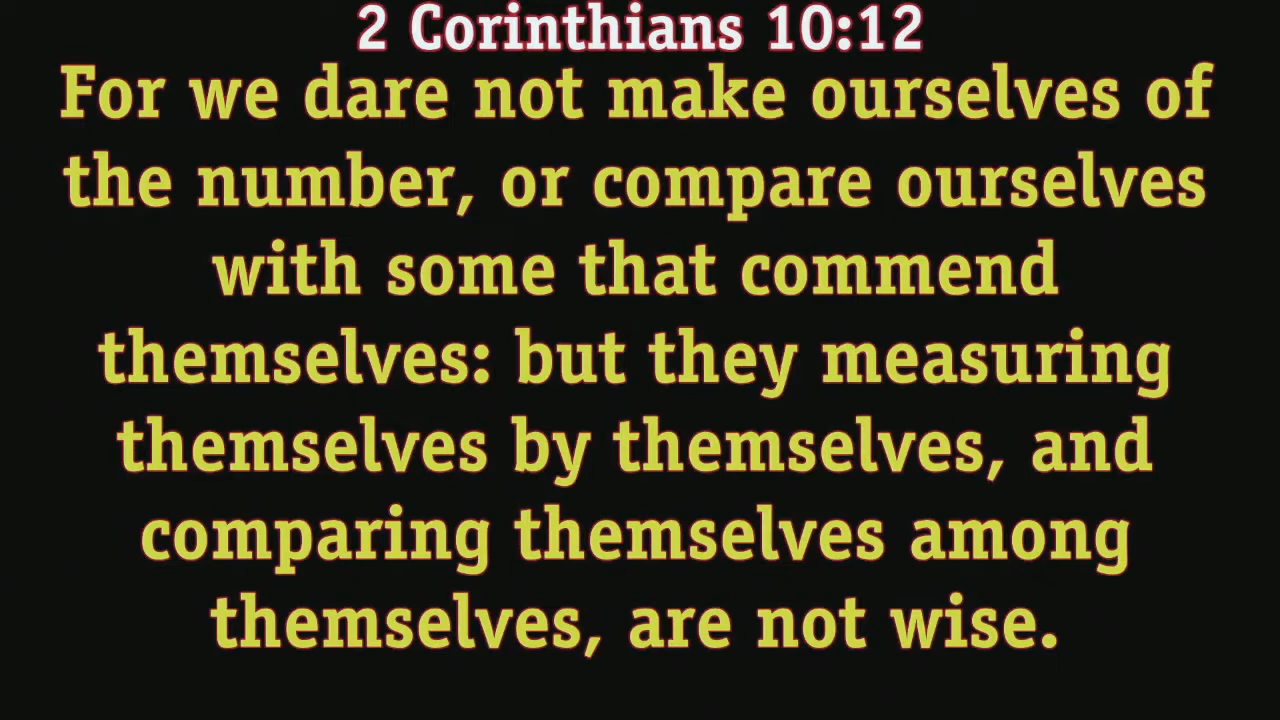 2 Corinthians 10:12
For we dare not make ourselves of
the number, or compare ourselves
with some that commend
themselves: but they measuring
themselves by themselves, and
comparing themselves among
themselves, are not wise.